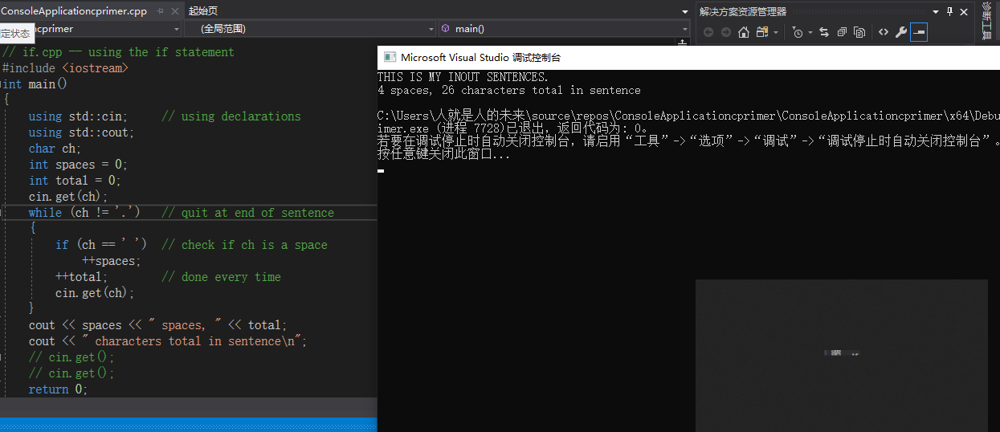 ConsoleApplicationcprimer.cpp
起始页
定状态
cprimer
(全局范围)
main()
// if.cpp -- using the if statement
#include <iostream>
int main()
{
using std::cin; // using declarations
using std::cout;
char ch;
int spaces = 0;
int total = 0;
cin.get(ch);
while (ch != '.') // quit at end of sentence
{
if (ch == ' ') // check if ch is a space
++spaces;
++total; // done every time
cin.get(ch);
}
cout << spaces << " spaces, " << total;
cout << " characters total in sentence\n";
// cin.get();
// cin.get();
return 0;
Microsoft Visual Studio 调试控制台
THIS IS MY INOUT SENTENCES.
4 spaces, 26 characters total in sentence
C:\Users\人就是人的未来\source\repos\ConsoleApplicationcprimer\ConsoleApplicationcprimer\x64\Debu
imer.exe (进程 7728)已退出，返回代码为: 0。
若要在调试停止时自动关闭控制台，请启用“工具”->“选项”->“调试”->“调试停止时自动关闭控制台”。
按任意键关闭此窗口...
解决方案资源管理器
诊断工具